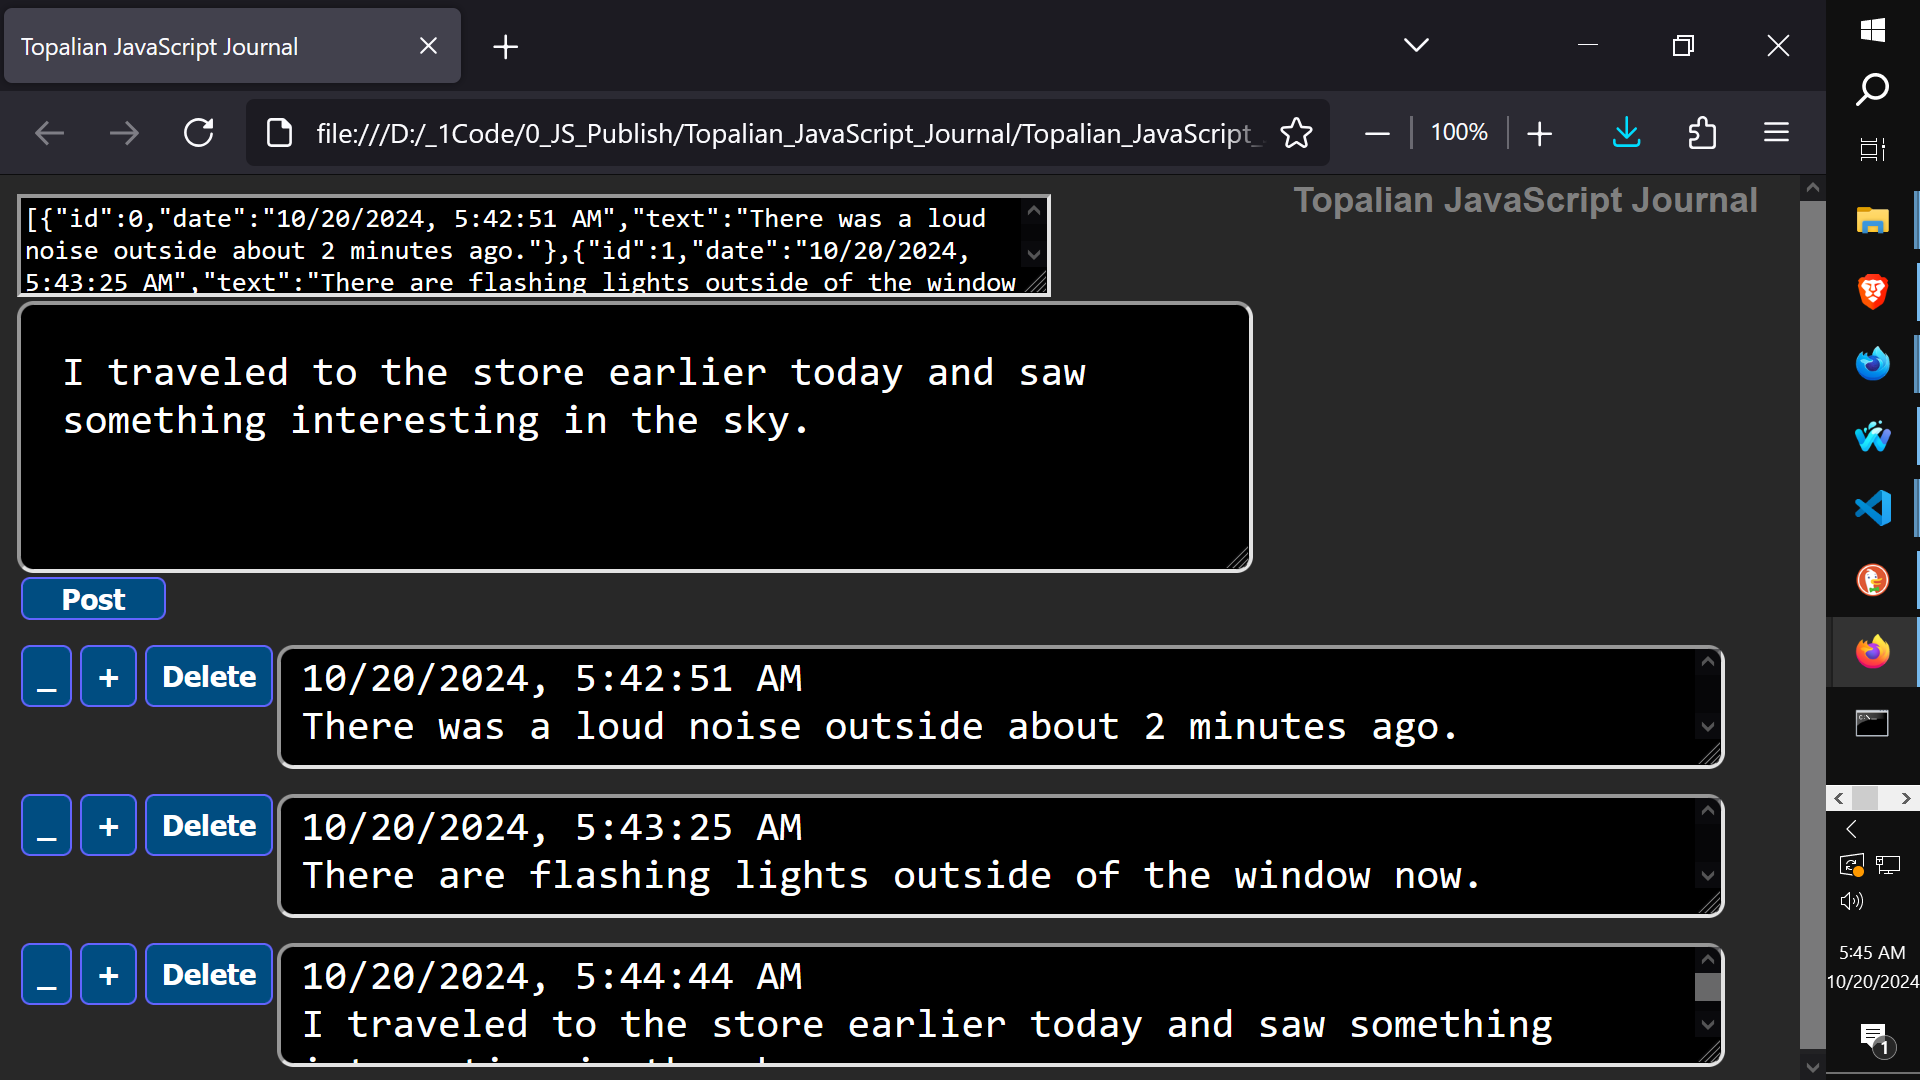 Topalian JavaScript Journal
file:///D:/_1Code/0_JS_Publish/Topalian_JavaScript_Journal/Topalian_JavaScript_
100%
Topalian JavaScript Journal
[{"id":0,"date":"10/20/2024, 5:42:51 AM","text":"There was a loud
noise outside about 2 minutes ago."},{"id":1,"date":"10/20/2024,
5:43:25 AM","text":"There are flashing lights outside of the window
I traveled to the store earlier today and saw
something interesting in the sky.
Post
_ + Delete
10/20/2024, 5:42:51 AM
There was a loud noise outside about 2 minutes ago.
_ + Delete
10/20/2024, 5:43:25 AM
There are flashing lights outside of the window now.
_ + Delete
10/20/2024, 5:44:44 AM
I traveled to the store earlier today and saw something
5:45 AM
10/20/2024
1